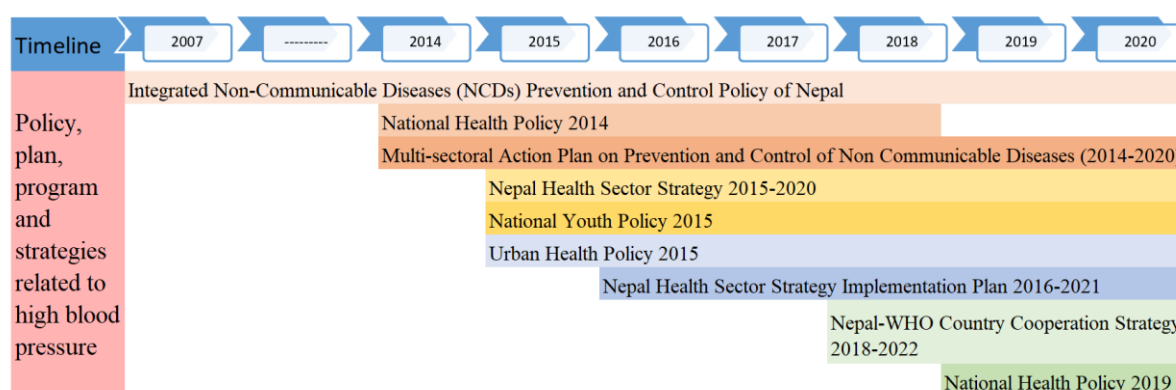 Timeline 2007 --------- 2014 2015 2016 2017 2018 2019 2020
Policy,
plan,
program
and
strategies
related to
high blood
pressure
Integrated Non-Communicable Diseases (NCDs) Prevention and Control Policy of Nepal
National Health Policy 2014
Multi-sectoral Action Plan on Prevention and Control of Non Communicable Diseases (2014-2020
Nepal Health Sector Strategy 2015-2020
National Youth Policy 2015
Urban Health Policy 2015
Nepal Health Sector Strategy Implementation Plan 2016-2021
Nepal-WHO Country Cooperation Strategy
2018-2022
National Health Policy 2019